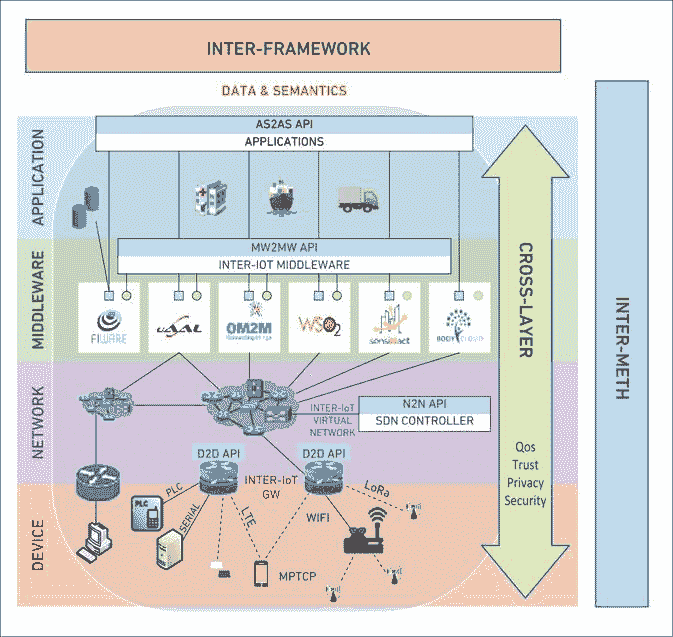 INTER-FRAMEWORK
DATA & SEMANTICS
AS2AS API
APPLICATIONS
APPLICATION
MW2MW API
INTER-IOT MIDDLEWARE
MIDDLEWARE
FIWARE
uAAL
OM2M
WSO2
BODYCLOUD
NETWORK
INTER-IoT
VIRTUAL
NETWORK
N2N API
SDN CONTROLLER
D2D API
D2D API
INTER-IoT
GW
DEVICE
PLC
PLC
SERIAL
LTE
WIFI
LoRa
MPTCP
CROSS-LAYER
Qos
Trust
Privacy
Security
INTER-METH